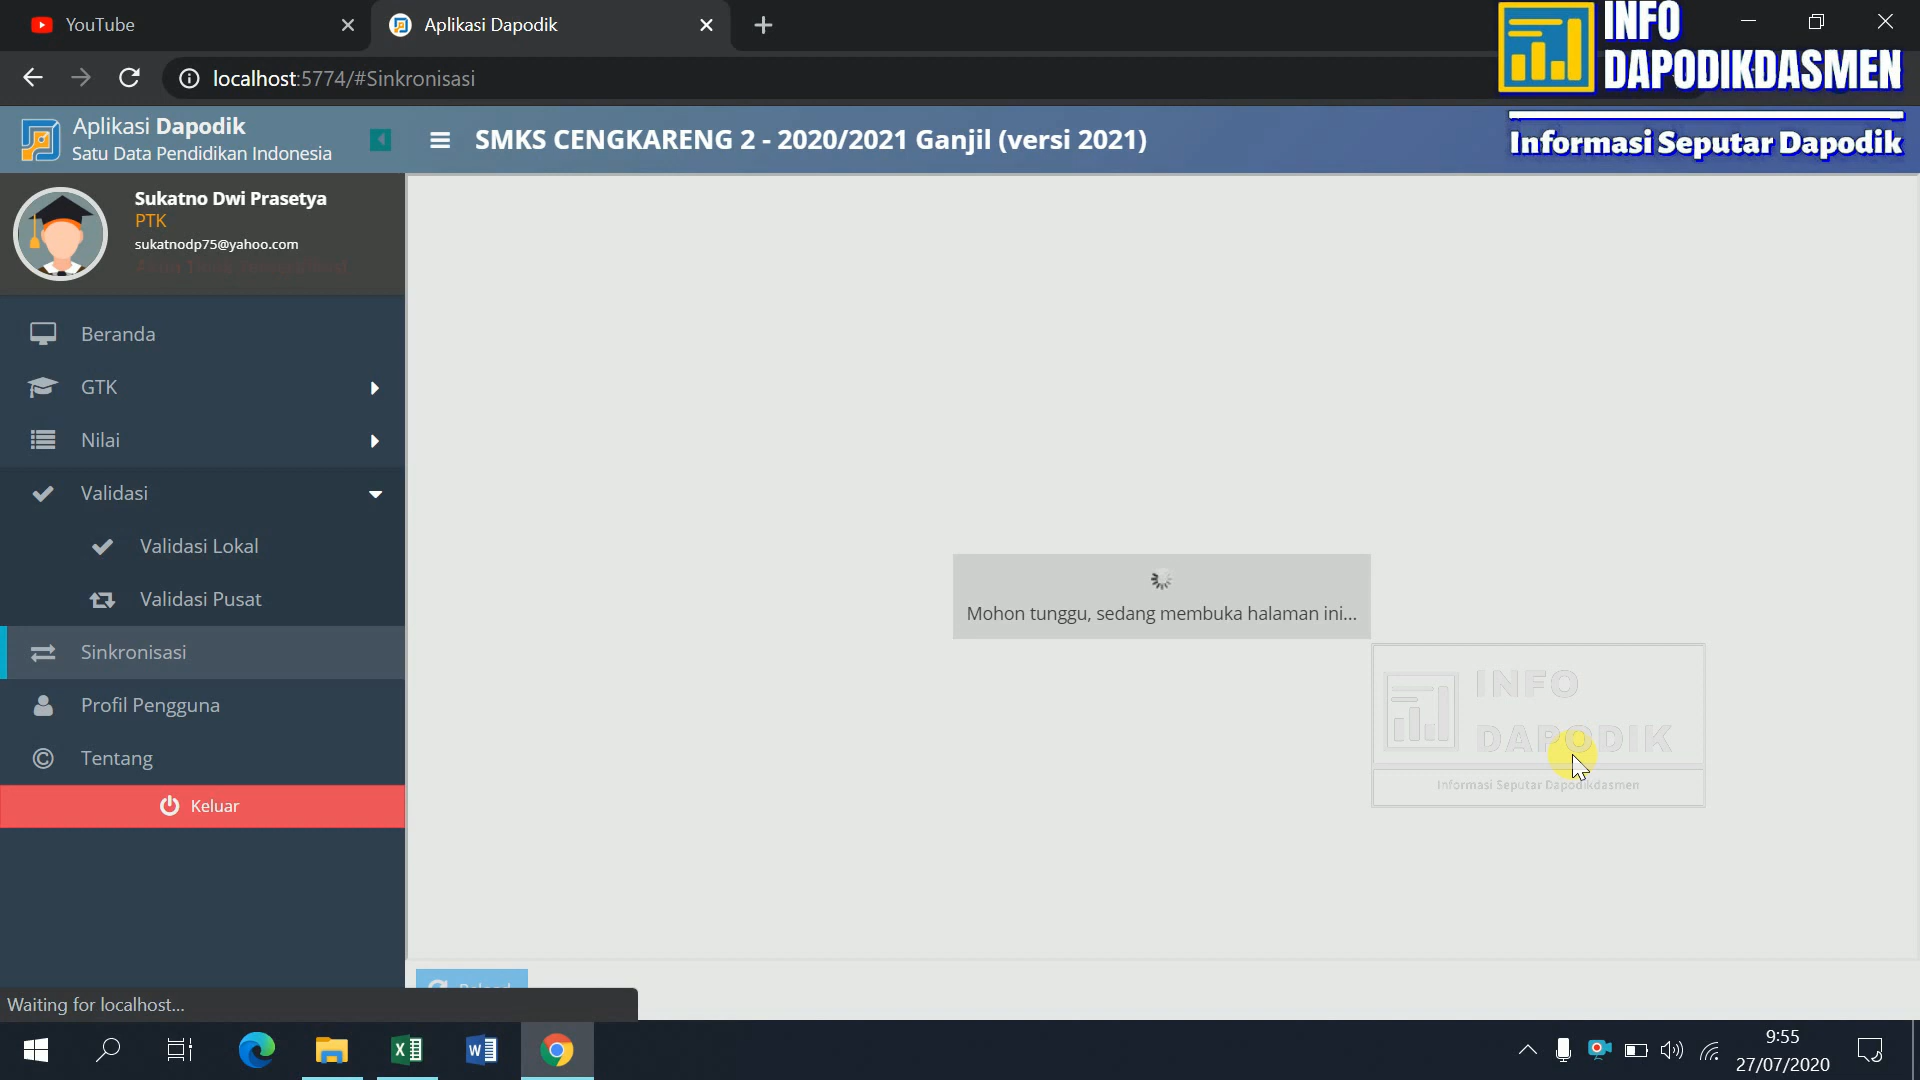 YouTube
Aplikasi Dapodik
localhost:5774/#Sinkronisasi
INFO
DAPODIKDASMEN
Informasi Seputar Dapodik
Aplikasi Dapodik
Satu Data Pendidikan Indonesia
SMKS CENGKARENG 2 - 2020/2021 Ganjil (versi 2021)
Sukatno Dwi Prasetya
PTK
sukatnodp75@yahoo.com
Beranda
GTK
Nilai
Validasi
Validasi Lokal
Validasi Pusat
Sinkronisasi
Profil Pengguna
Tentang
Keluar
Mohon tunggu, sedang membuka halaman ini...
INFO
DAPODIK
Informasi Seputar Dapodikdasmen
Reload
Waiting for localhost...
9:55
27/07/2020